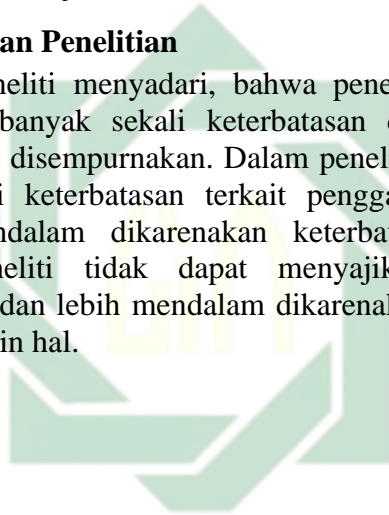 an Penelitian
neliti menyadari, bahwa pene
banyak sekali keterbatasan
disempurnakan. Dalam penel
i keterbatasan terkait pengga
ndalam dikarenakan keterba
neliti tidak dapat menyajik
dan lebih mendalam dikarena
in hal.